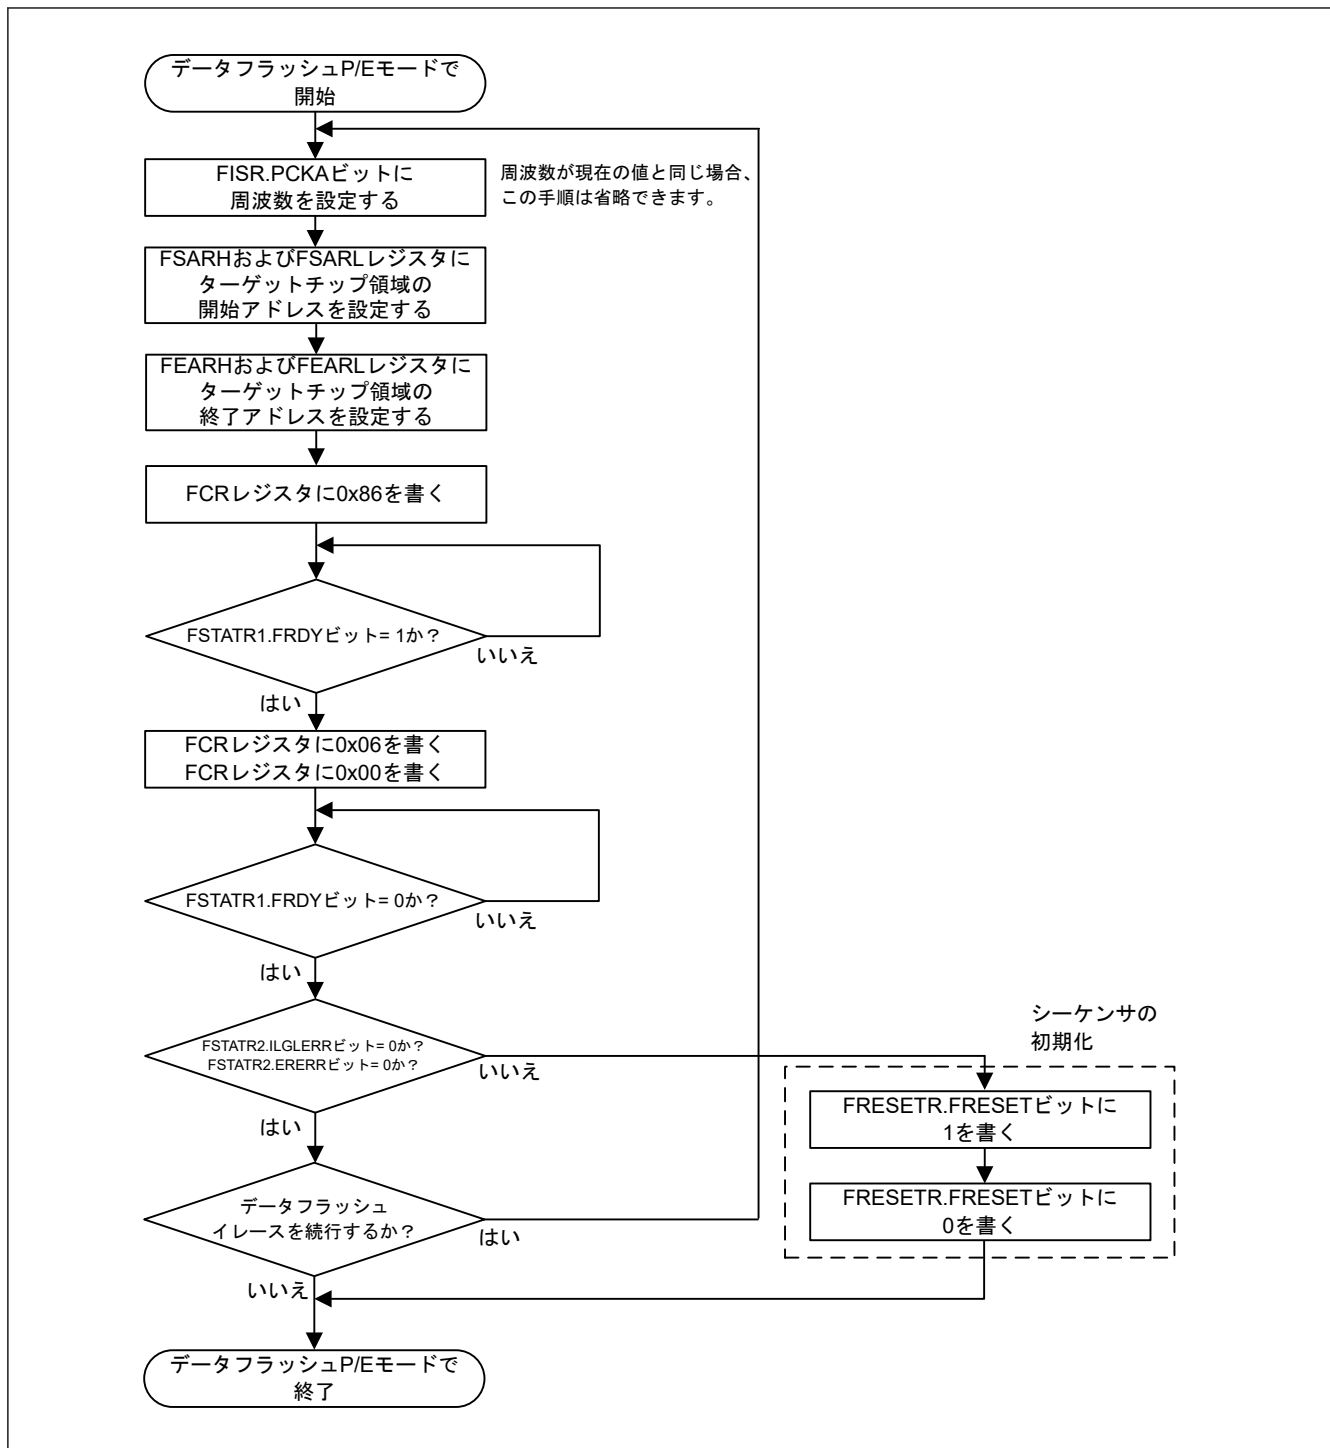 データフラッシュP/Eモードで
開始
FISR.PCKAビットに
周波数を設定する
周波数が現在の値と同じ場合、
この手順は省略できます。
FSARHおよびFSARLレジスタに
ターゲットチップ領域の
開始アドレスを設定する
FEARHおよびFEARLレジスタに
ターゲットチップ領域の
終了アドレスを設定する
FCRレジスタに0x86を書く
FSTATR1.FRDYビット= 1か？
いいえ
はい
FCRレジスタに0x06を書く
FCRレジスタに0x00を書く
FSTATR1.FRDYビット= 0か？
いいえ
はい
FSTATR2.ILGLERRビット= 0か？
FSTATR2.ERERRビット= 0か？
いいえ
はい
シーケンサの
初期化
FRESETR.FRESETビットに
1を書く
FRESETR.FRESETビットに
0を書く
データフラッシュ
イレースを続行するか？
はい
いいえ
データフラッシュP/Eモードで
終了